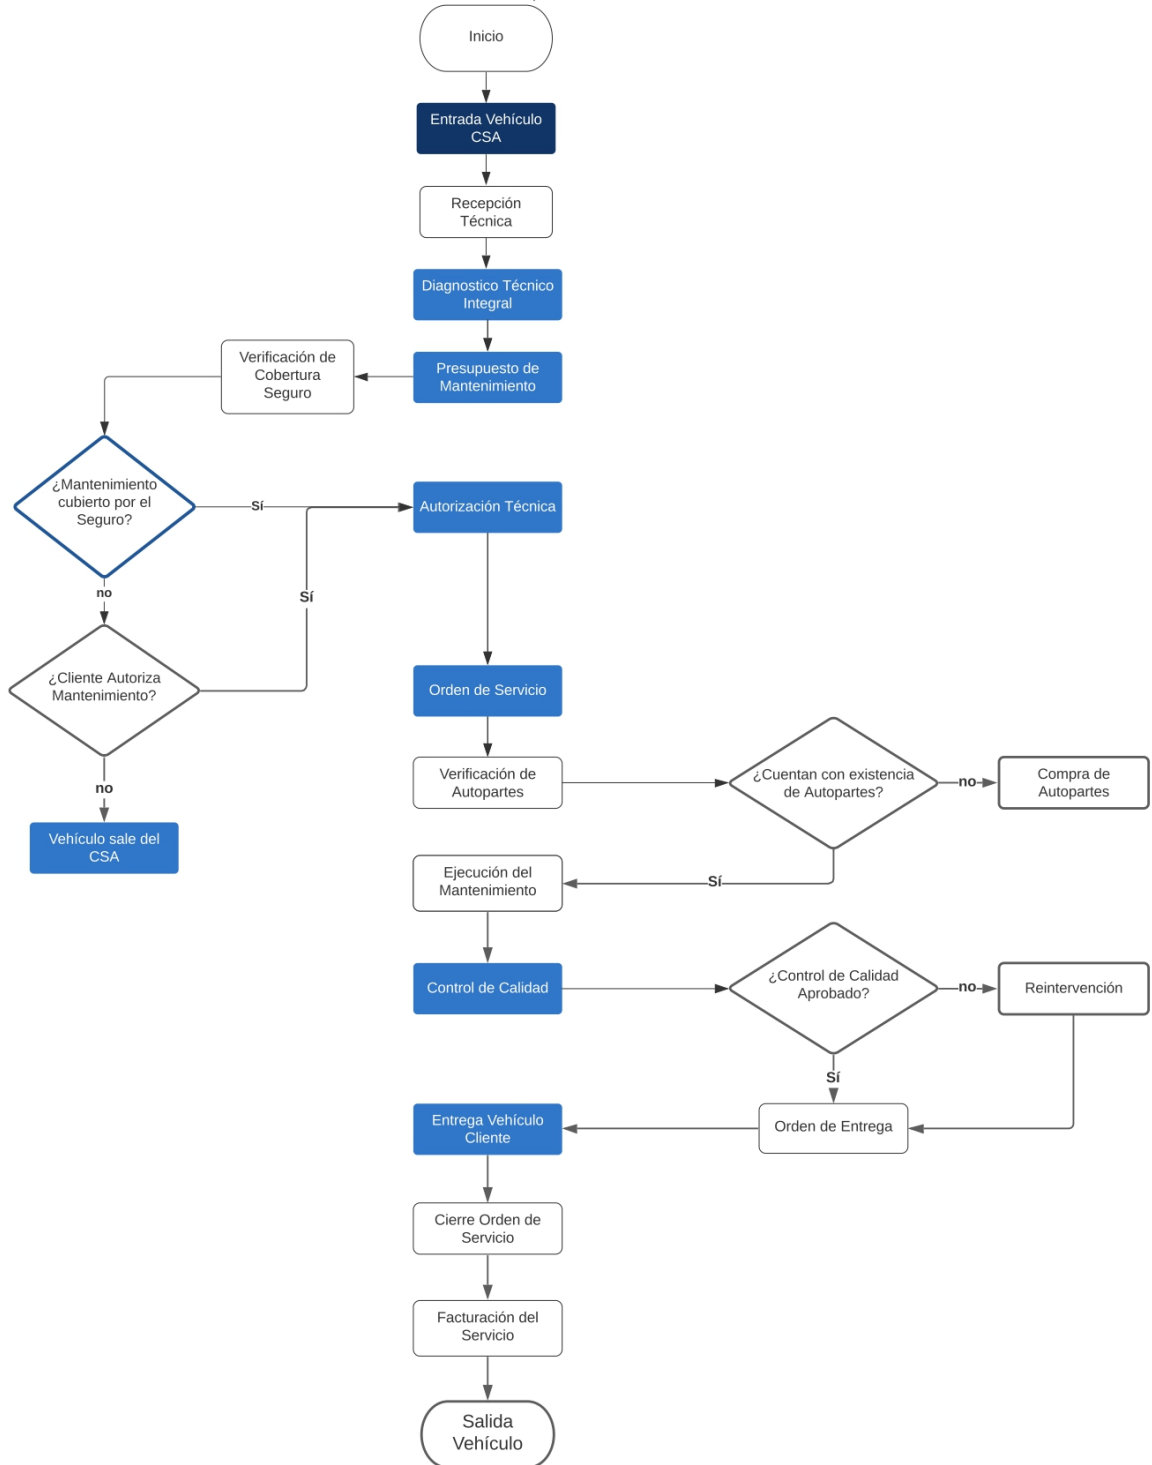 Inicio
Entrada Vehículo
CSA
Recepción
Técnica
Diagnostico Técnico
Integral
Presupuesto de
Mantenimiento
Verificación de
Cobertura
Seguro
¿Mantenimiento
cubierto por el
Seguro?
Sí
Autorización Técnica
no
Sí
¿Cliente Autoriza
Mantenimiento?
no
Vehículo sale del
CSA
Orden de Servicio
Verificación de
Autopartes
¿Cuentan con existencia
de Autopartes?
no
Compra de
Autopartes
Sí
Ejecución del
Mantenimiento
Control de Calidad
¿Control de Calidad
Aprobado?
no
Reintervención
Sí
Orden de Entrega
Entrega Vehículo
Cliente
Cierre Orden de
Servicio
Facturación del
Servicio
Salida
Vehículo